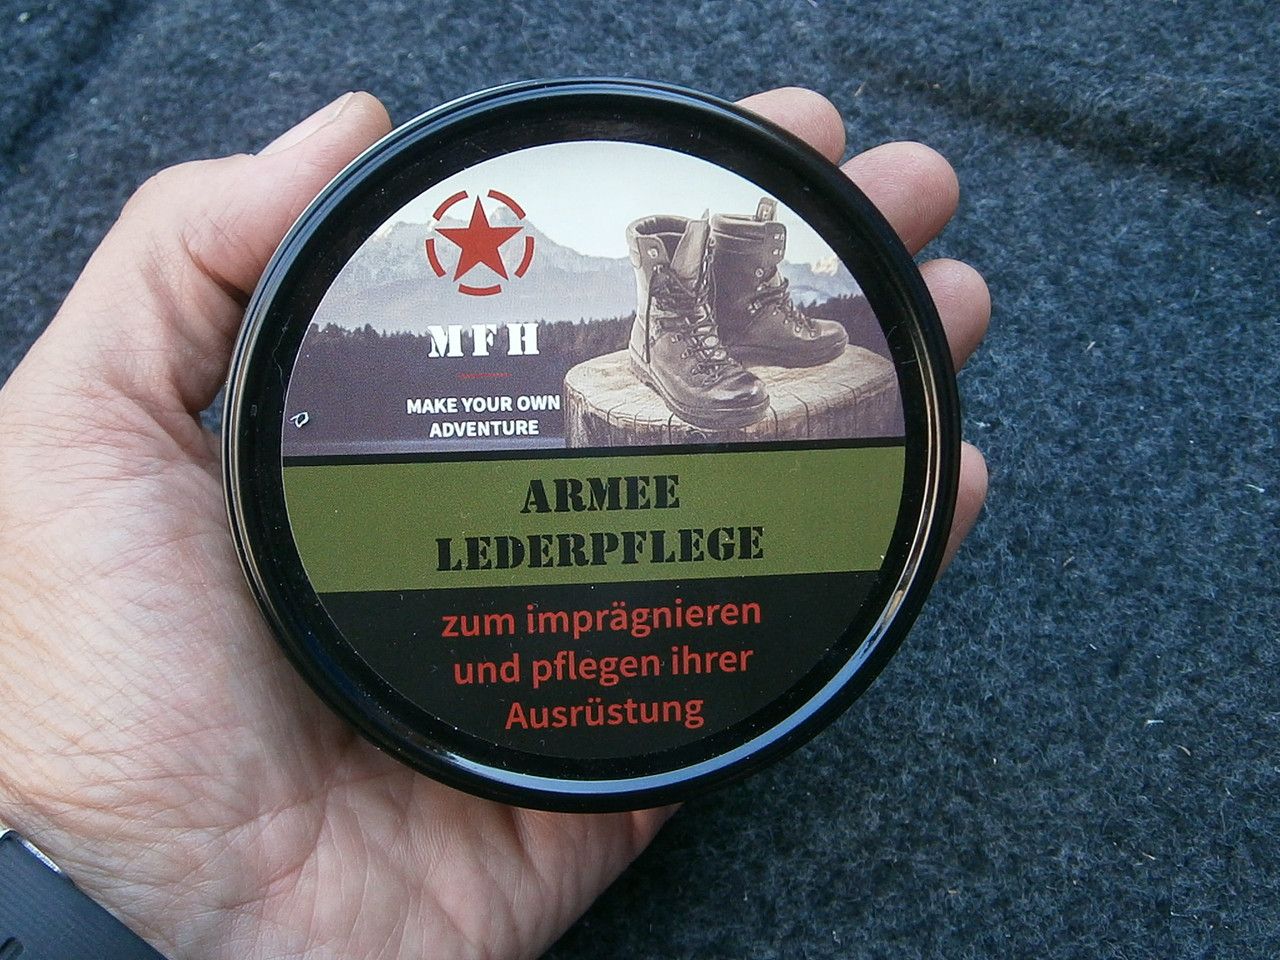 MFH
MAKE YOUR OWN
ADVENTURE
ARMEE
LEDERPFLEGE
zum imprägnieren
und pflegen ihrer
Ausrüstung